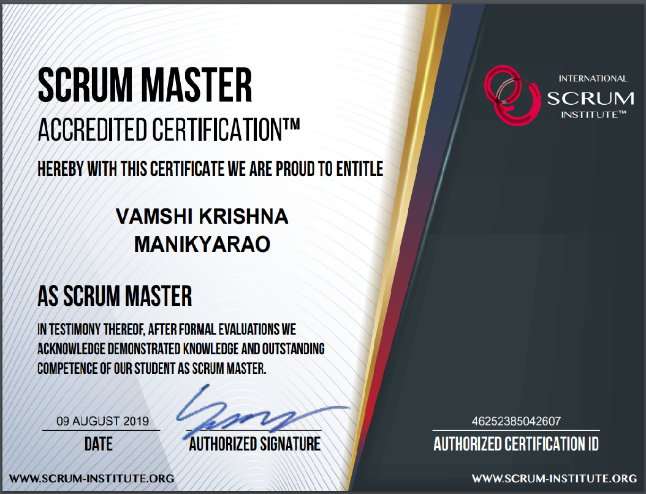 SCRUM MASTER
ACCREDITED CERTIFICATION™
HEREBY WITH THIS CERTIFICATE WE ARE PROUD TO ENTITLE
VAMSHI KRISHNA
MANIKYARAO
AS SCRUM MASTER
IN TESTIMONY THEREOF, AFTER FORMAL EVALUATIONS WE
ACKNOWLEDGE DEMONSTRATED KNOWLEDGE AND OUTSTANDING
COMPETENCE OF OUR STUDENT AS SCRUM MASTER.
09 AUGUST 2019
DATE
AUTHORIZED SIGNATURE
WWW.SCRUM-INSTITUTE.ORG
INTERNATIONAL
SCRUM
INSTITUTE™
46252385042607
AUTHORIZED CERTIFICATION ID
WWW.SCRUM-INSTITUTE.ORG